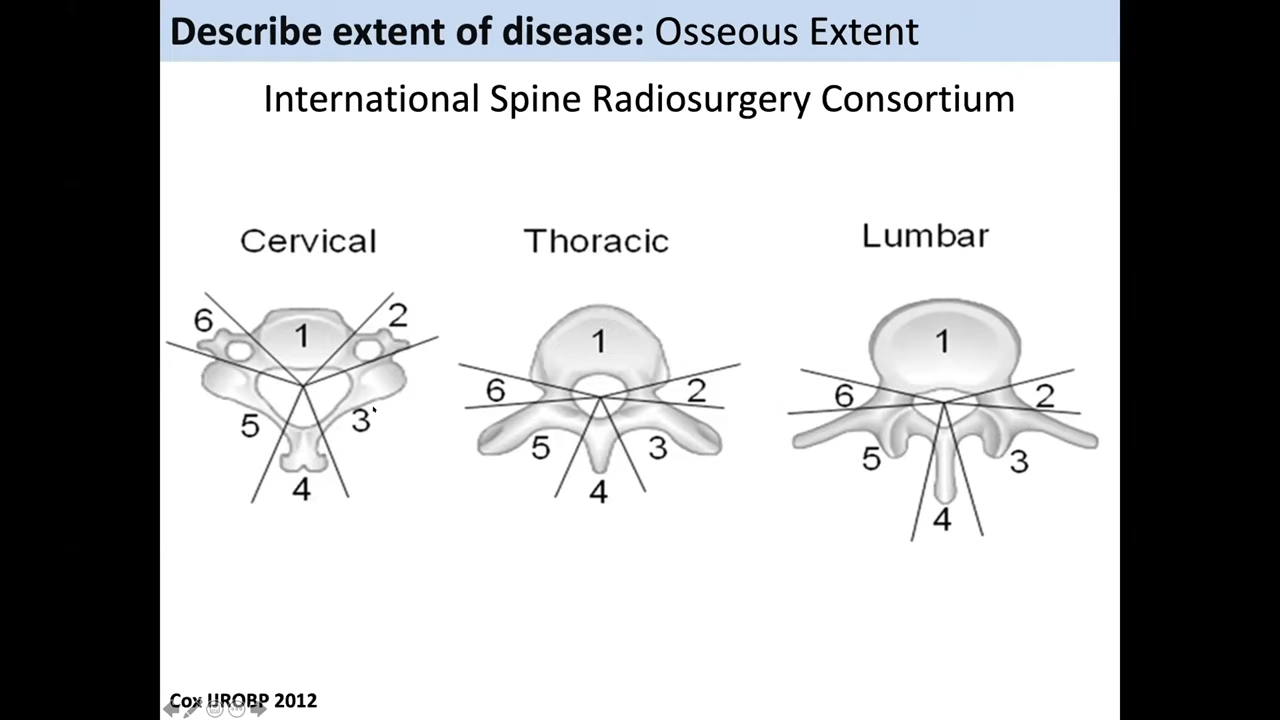 Describe extent of disease: Osseous Extent
International Spine Radiosurgery Consortium
Cervical
Thoracic
Lumbar
6 1 2
5 3
4
1
6 2
5 3
4
1
6 2
5 3
4
Cox IJROBP 2012